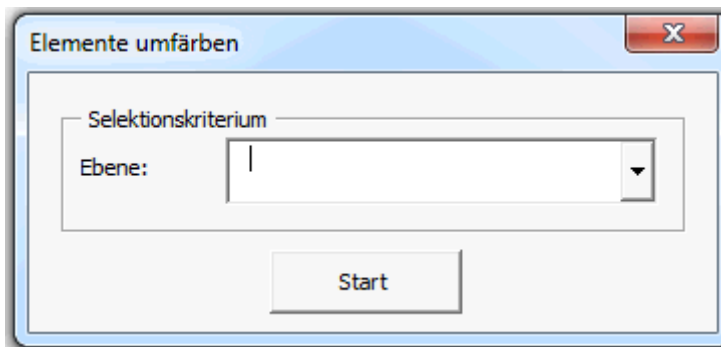 Elemente umfärben
Selektionskriterium
Ebene:
Start